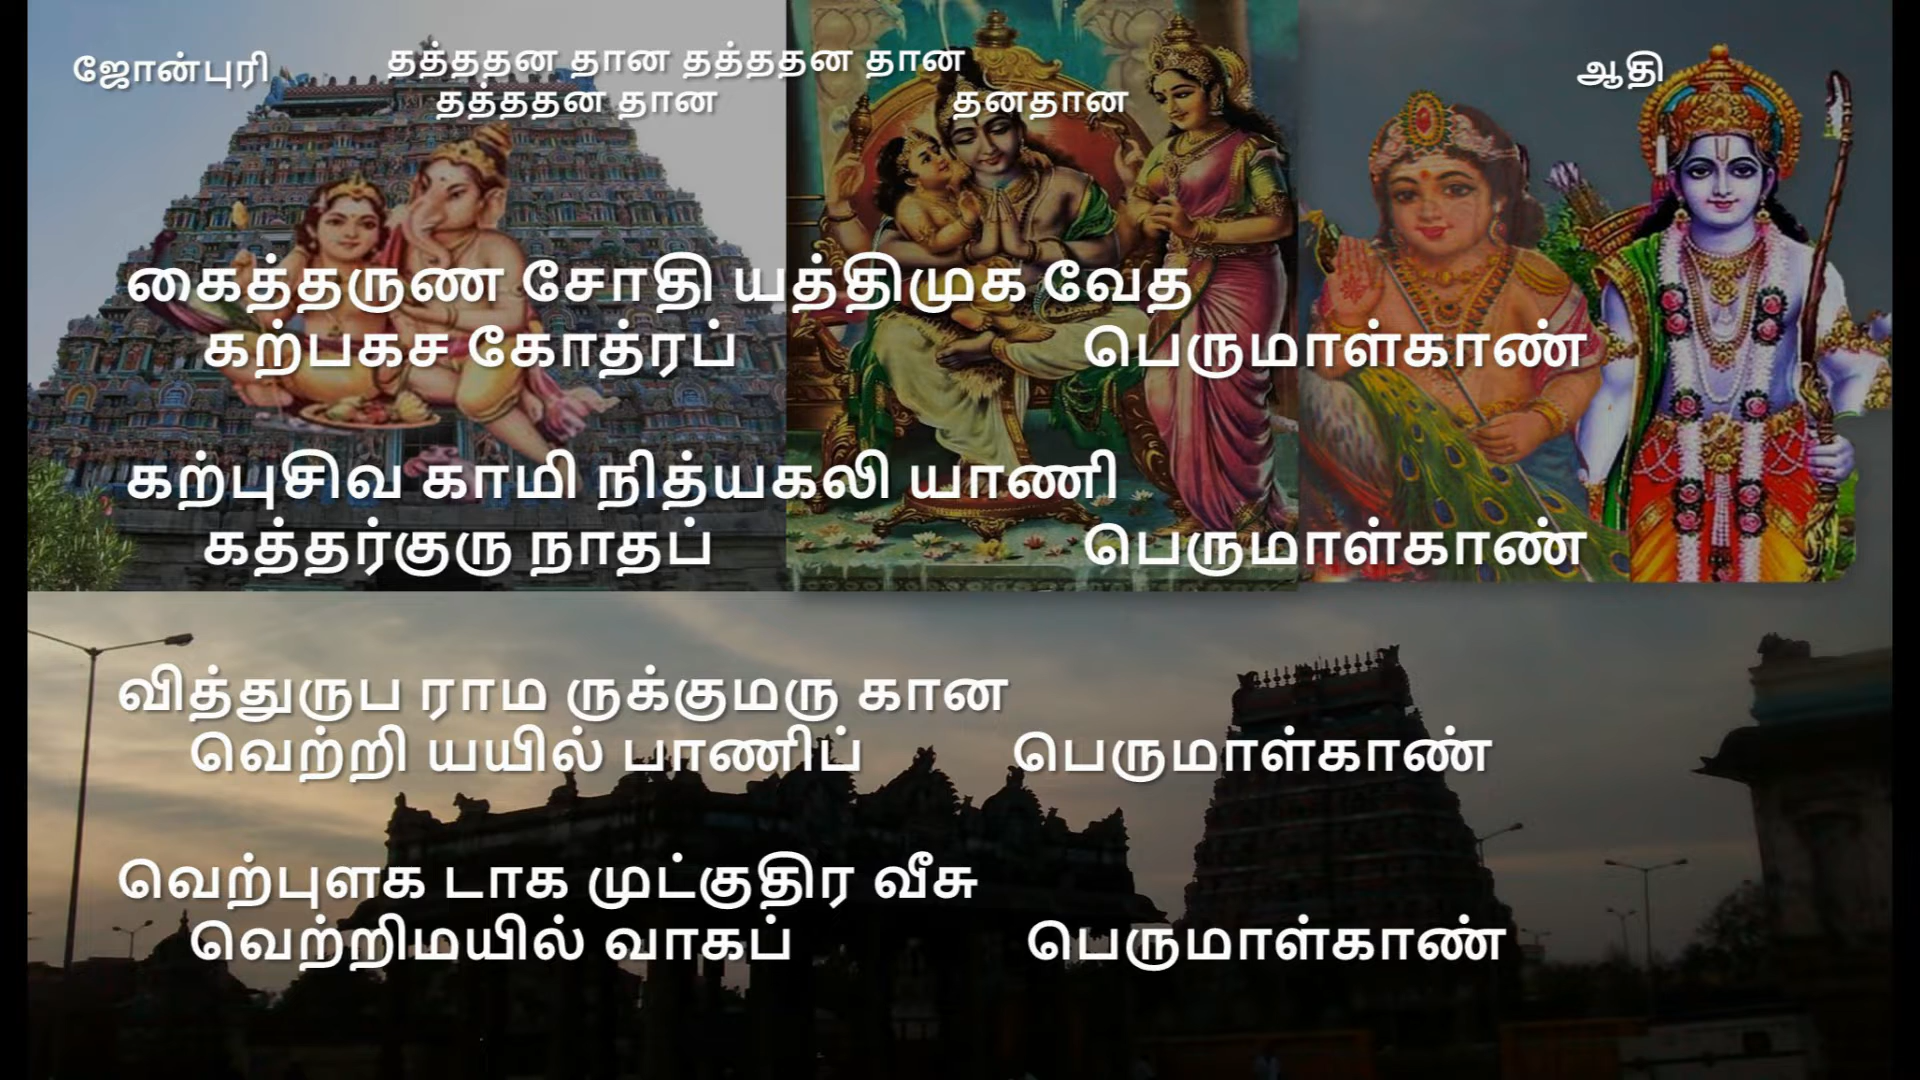 ஜோன்புரி தத்ததன தான தத்ததன தான ஆதி
தத்ததன தான தனதான
கைத்தருண சோதி யத்திமுக வேத
கற்பகச கோத்ரப் பெருமாள்காண்
கற்புசிவ காமி நித்யகலி யாணி
கத்தர்குரு நாதப் பெருமாள்காண்
வித்துருப ராம ருக்குமரு கான
வெற்றி யயில் பாணிப் பெருமாள்காண்
வெற்புளக டாக முட்குதிர வீசு
வெற்றிமயில் வாகப் பெருமாள்காண்